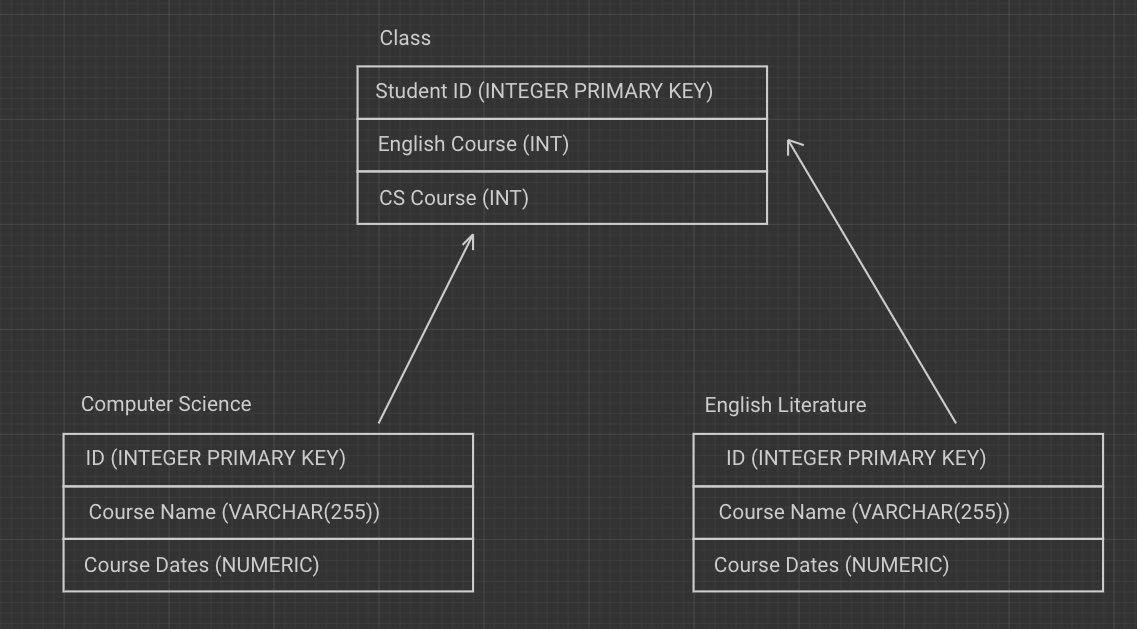 Class
Student ID (INTEGER PRIMARY KEY)
English Course (INT)
CS Course (INT)
Computer Science
ID (INTEGER PRIMARY KEY)
Course Name (VARCHAR(255))
Course Dates (NUMERIC)
English Literature
ID (INTEGER PRIMARY KEY)
Course Name (VARCHAR(255))
Course Dates (NUMERIC)